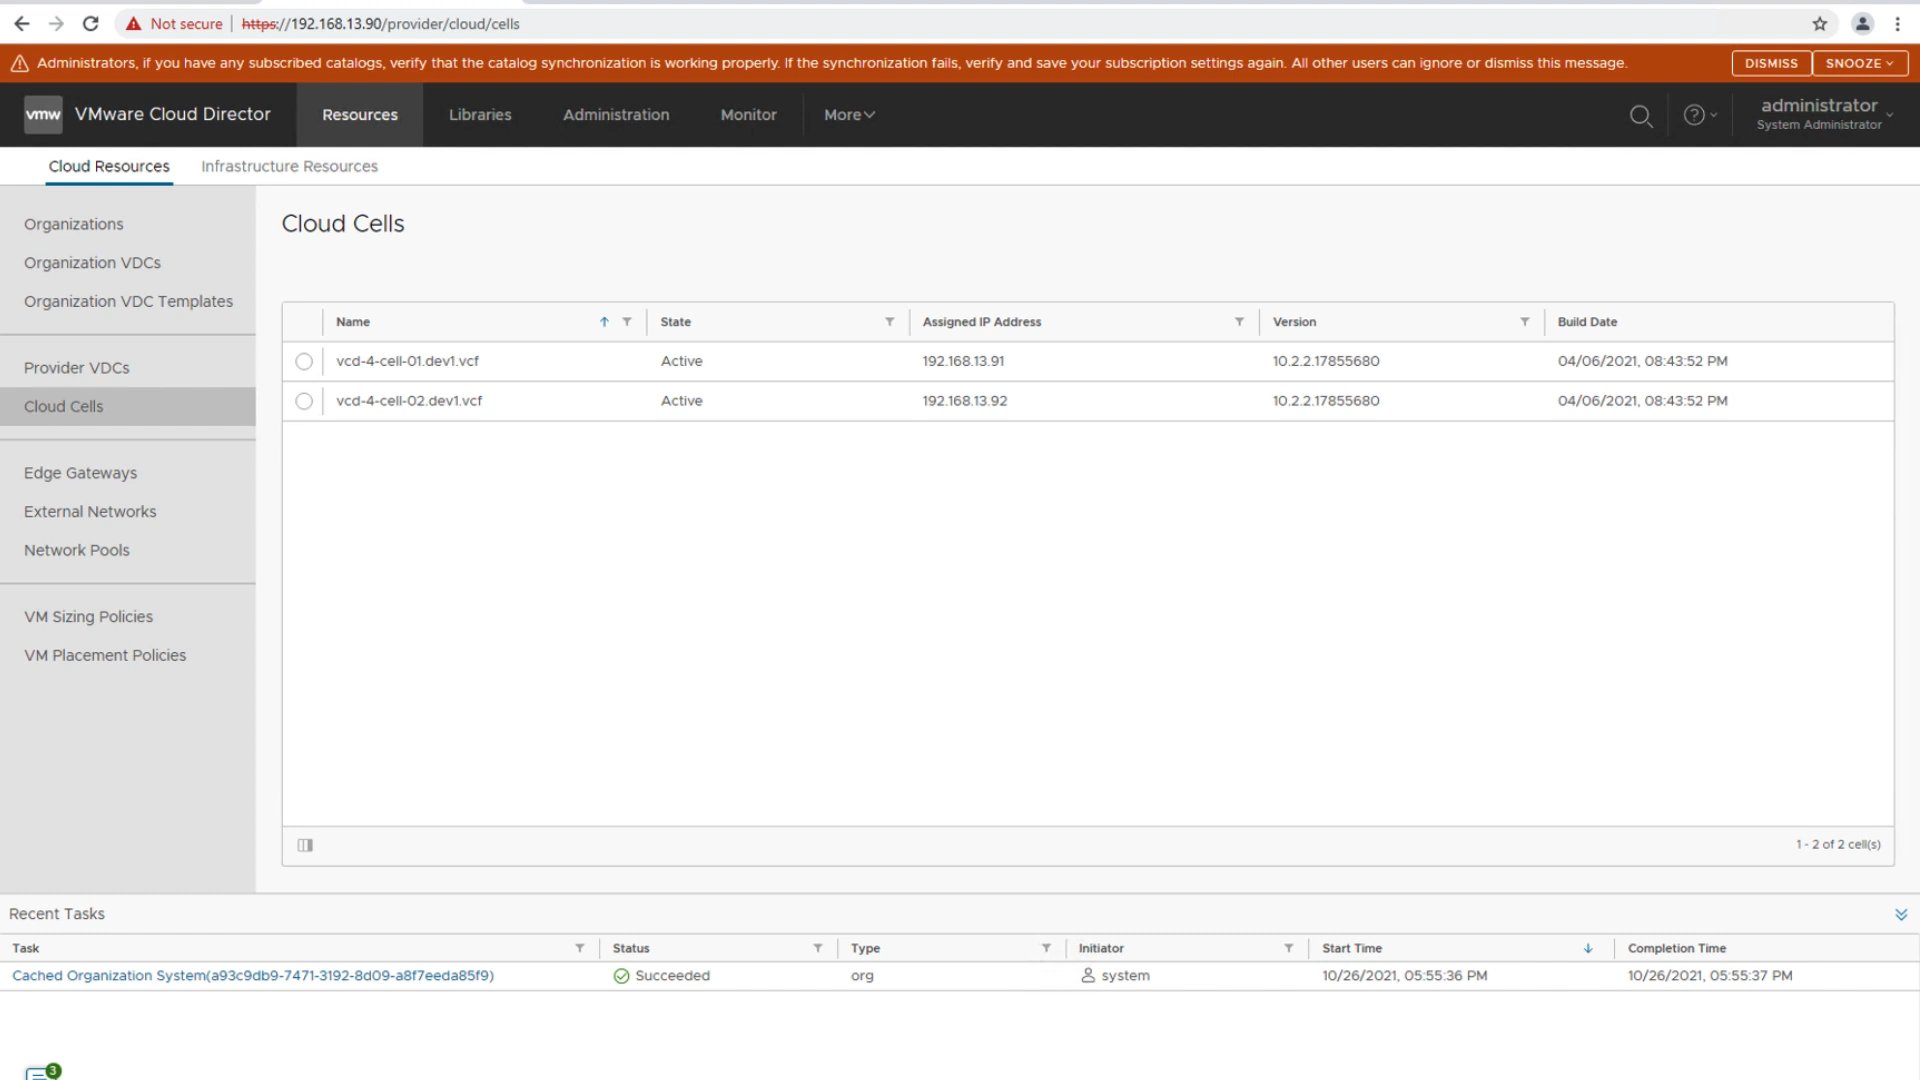 Not secure | https://192.168.13.90/provider/cloud/cells
Administrators, if you have any subscribed catalogs, verify that the catalog synchronization is working properly. If the synchronization fails, verify and save your subscription settings again. All other users can ignore or dismiss this message. DISMISS SNOOZE
vmw VMware Cloud Director Resources Libraries Administration Monitor More administrator
System Administrator
Cloud Resources Infrastructure Resources
Organizations
Organization VDCs
Organization VDC Templates
Provider VDCs
Cloud Cells
Edge Gateways
External Networks
Network Pools
VM Sizing Policies
VM Placement Policies
Cloud Cells
Name State Assigned IP Address Version Build Date
vcd-4-cell-01.dev1.vcf Active 192.168.13.91 10.2.2.17855680 04/06/2021, 08:43:52 PM
vcd-4-cell-02.dev1.vcf Active 192.168.13.92 10.2.2.17855680 04/06/2021, 08:43:52 PM
1 - 2 of 2 cell(s)
Recent Tasks
Task Status Type Initiator Start Time Completion Time
Cached Organization System(a93c9db9-7471-3192-8d09-a8f7eeda85f9) Succeeded org system 10/26/2021, 05:55:36 PM 10/26/2021, 05:55:37 PM
3